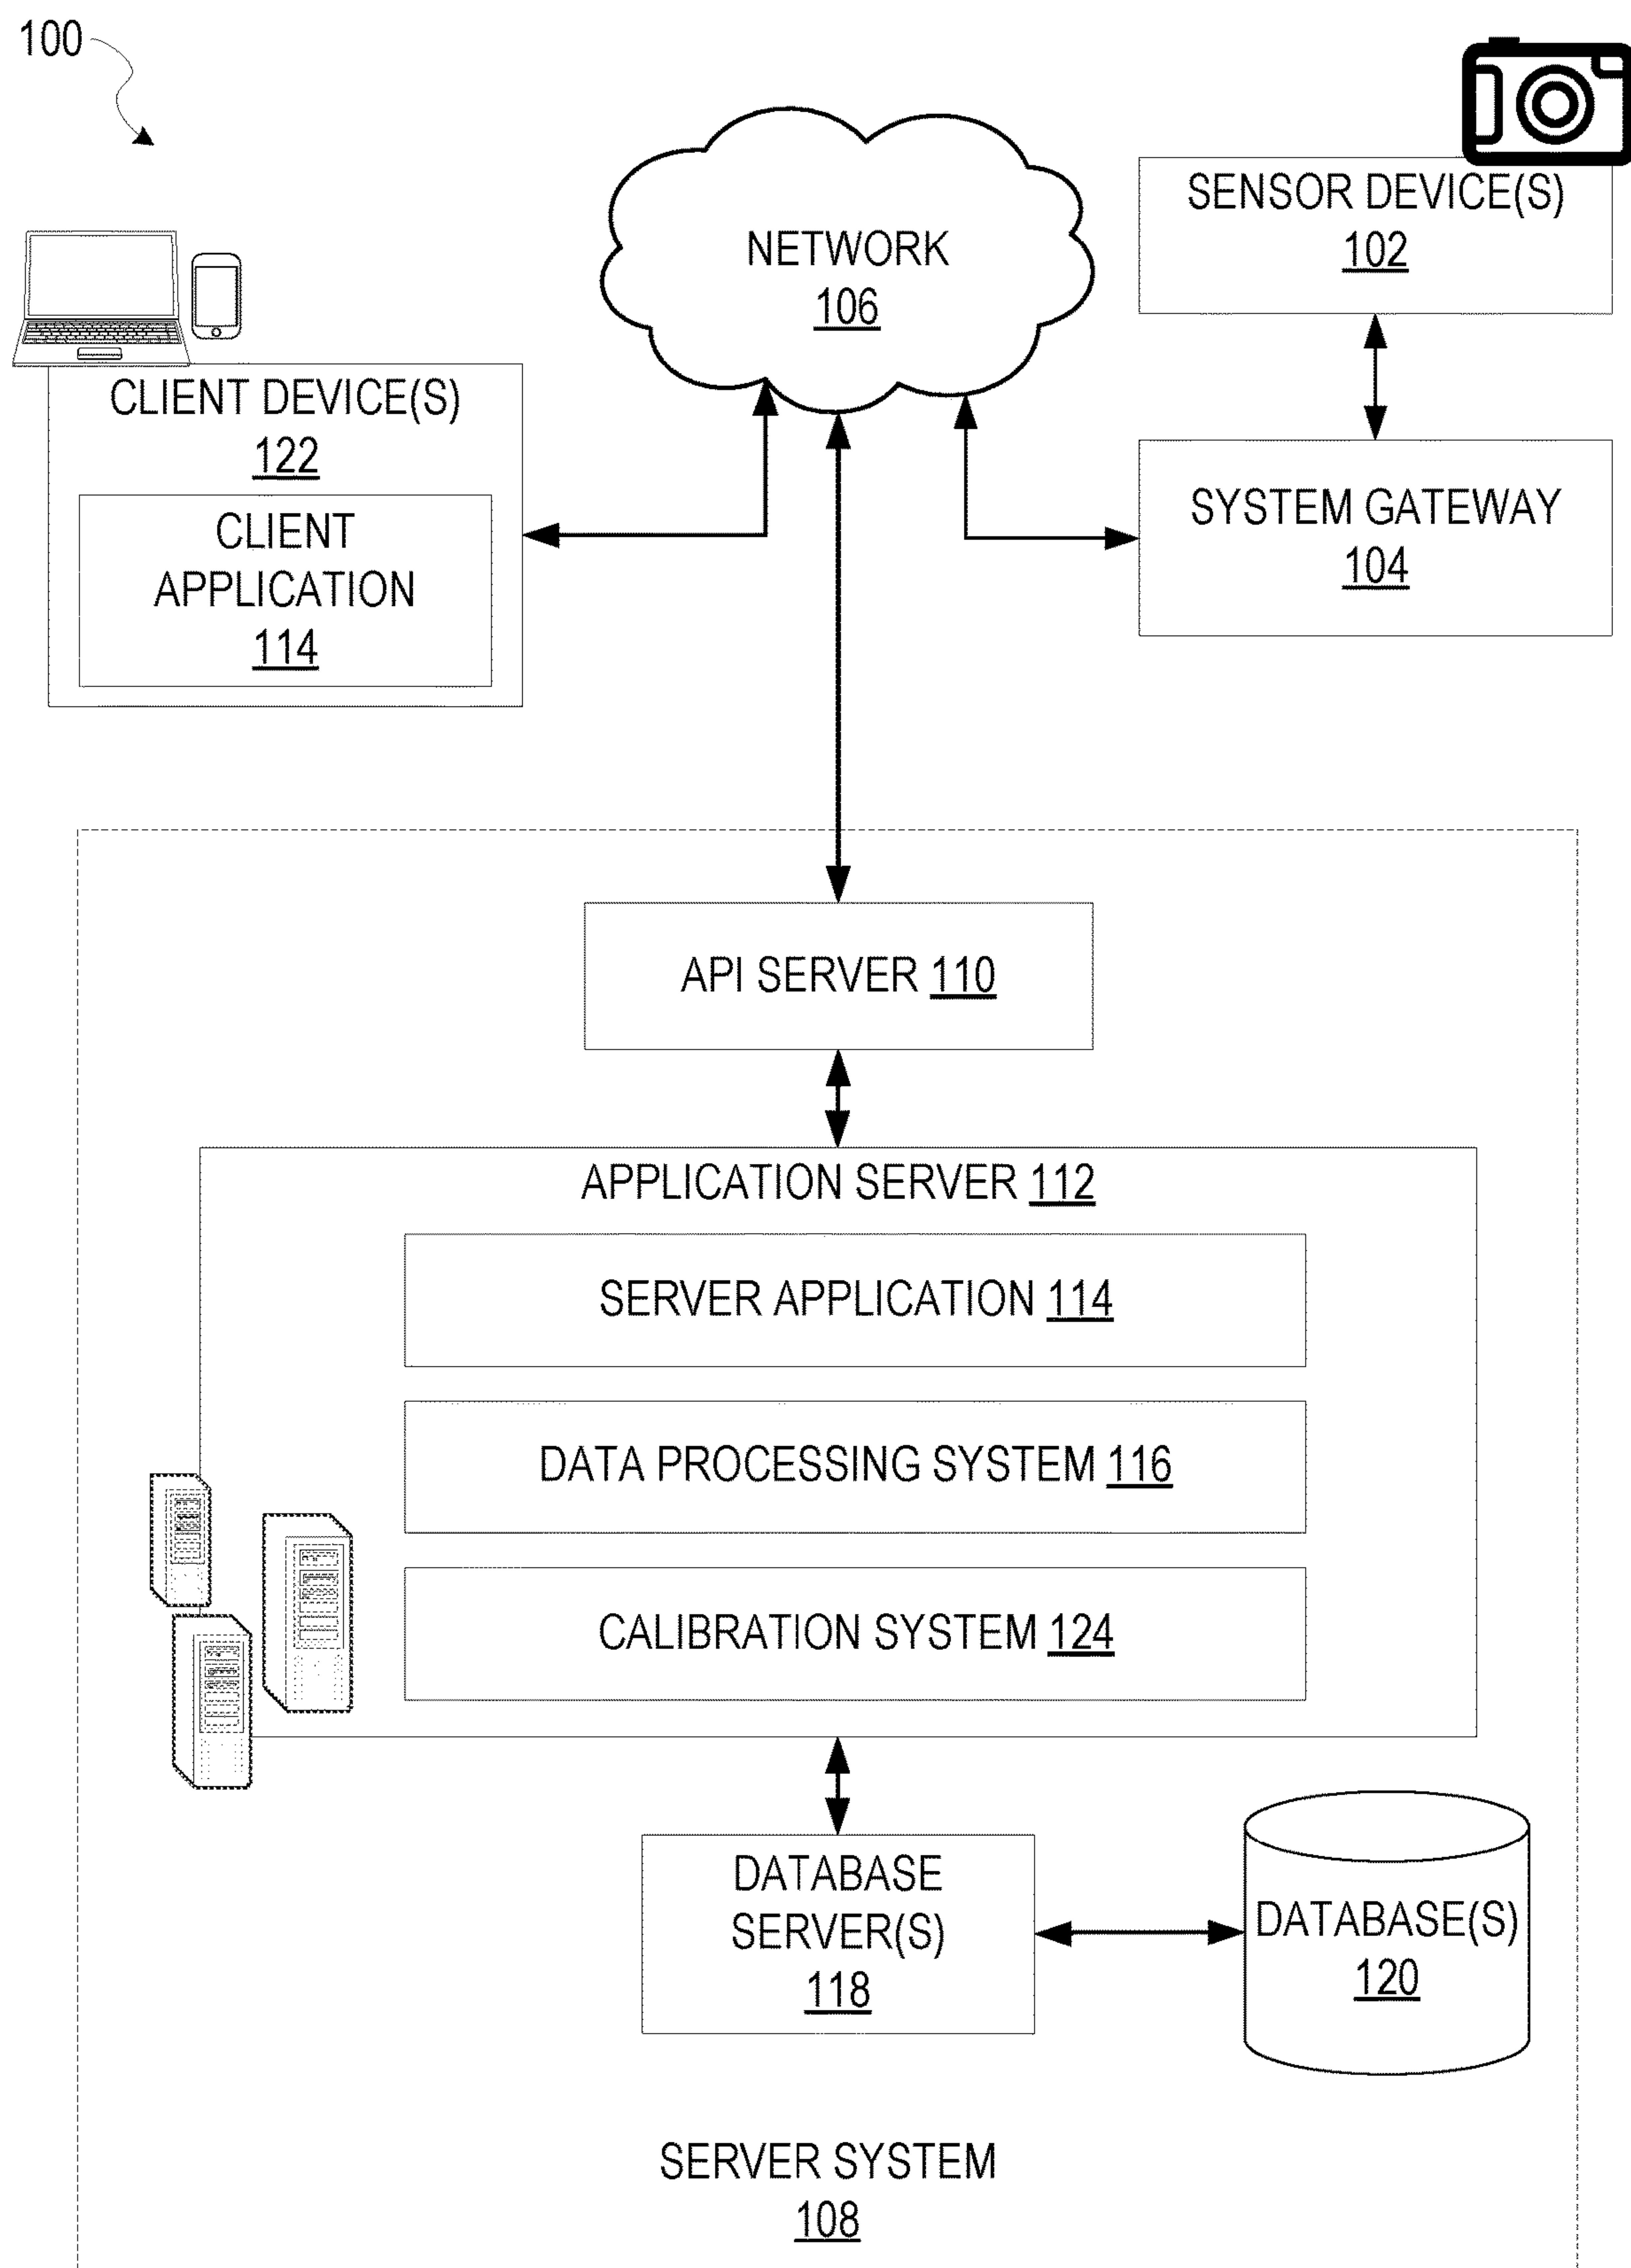 100
NETWORK
106
SENSOR DEVICE(S)
102
CLIENT DEVICE(S)
122
CLIENT
APPLICATION
114
SYSTEM GATEWAY
104
API SERVER 110
APPLICATION SERVER 112
SERVER APPLICATION 114
DATA PROCESSING SYSTEM 116
CALIBRATION SYSTEM 124
DATABASE
SERVER(S)
118
DATABASE(S)
120
SERVER SYSTEM
108